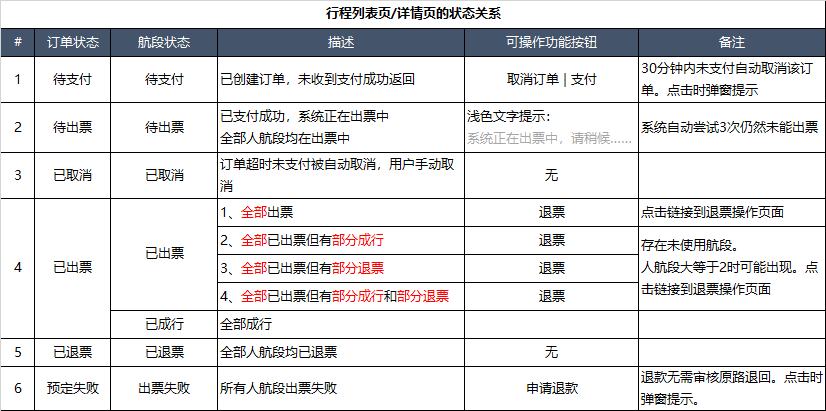 行程列表页/详情页的状态关系
# 订单状态 航段状态 描述 可操作功能按钮 备注
1 待支付 待支付 已创建订单，未收到支付成功返回 取消订单 | 支付 30分钟内未支付自动取消该订
单。点击时弹窗提示
2 待出票 待出票 已支付成功，系统正在出票中
全部人航段均在出票中 浅色文字提示：
系统正在出票中，请稍候...... 系统自动尝试3次仍然未能出票
3 已取消 已取消 订单超时未支付被自动取消，用户手动取
消 无
4 已出票 已出票 1、全部出票 退票 点击链接到退票操作页面
2、全部已出票但有部分成行 退票 存在未使用航段。
3、全部已出票但有部分退票 退票 人航段大等于2时可能出现。点
4、全部已出票但有部分成行和部分退票 退票 击链接到退票操作页面
已成行 全部成行
5 已退票 已退票 全部人航段均已退票 无
6 预定失败 出票失败 所有人航段出票失败 申请退款 退款无需审核原路退回。点击时
弹窗提示。